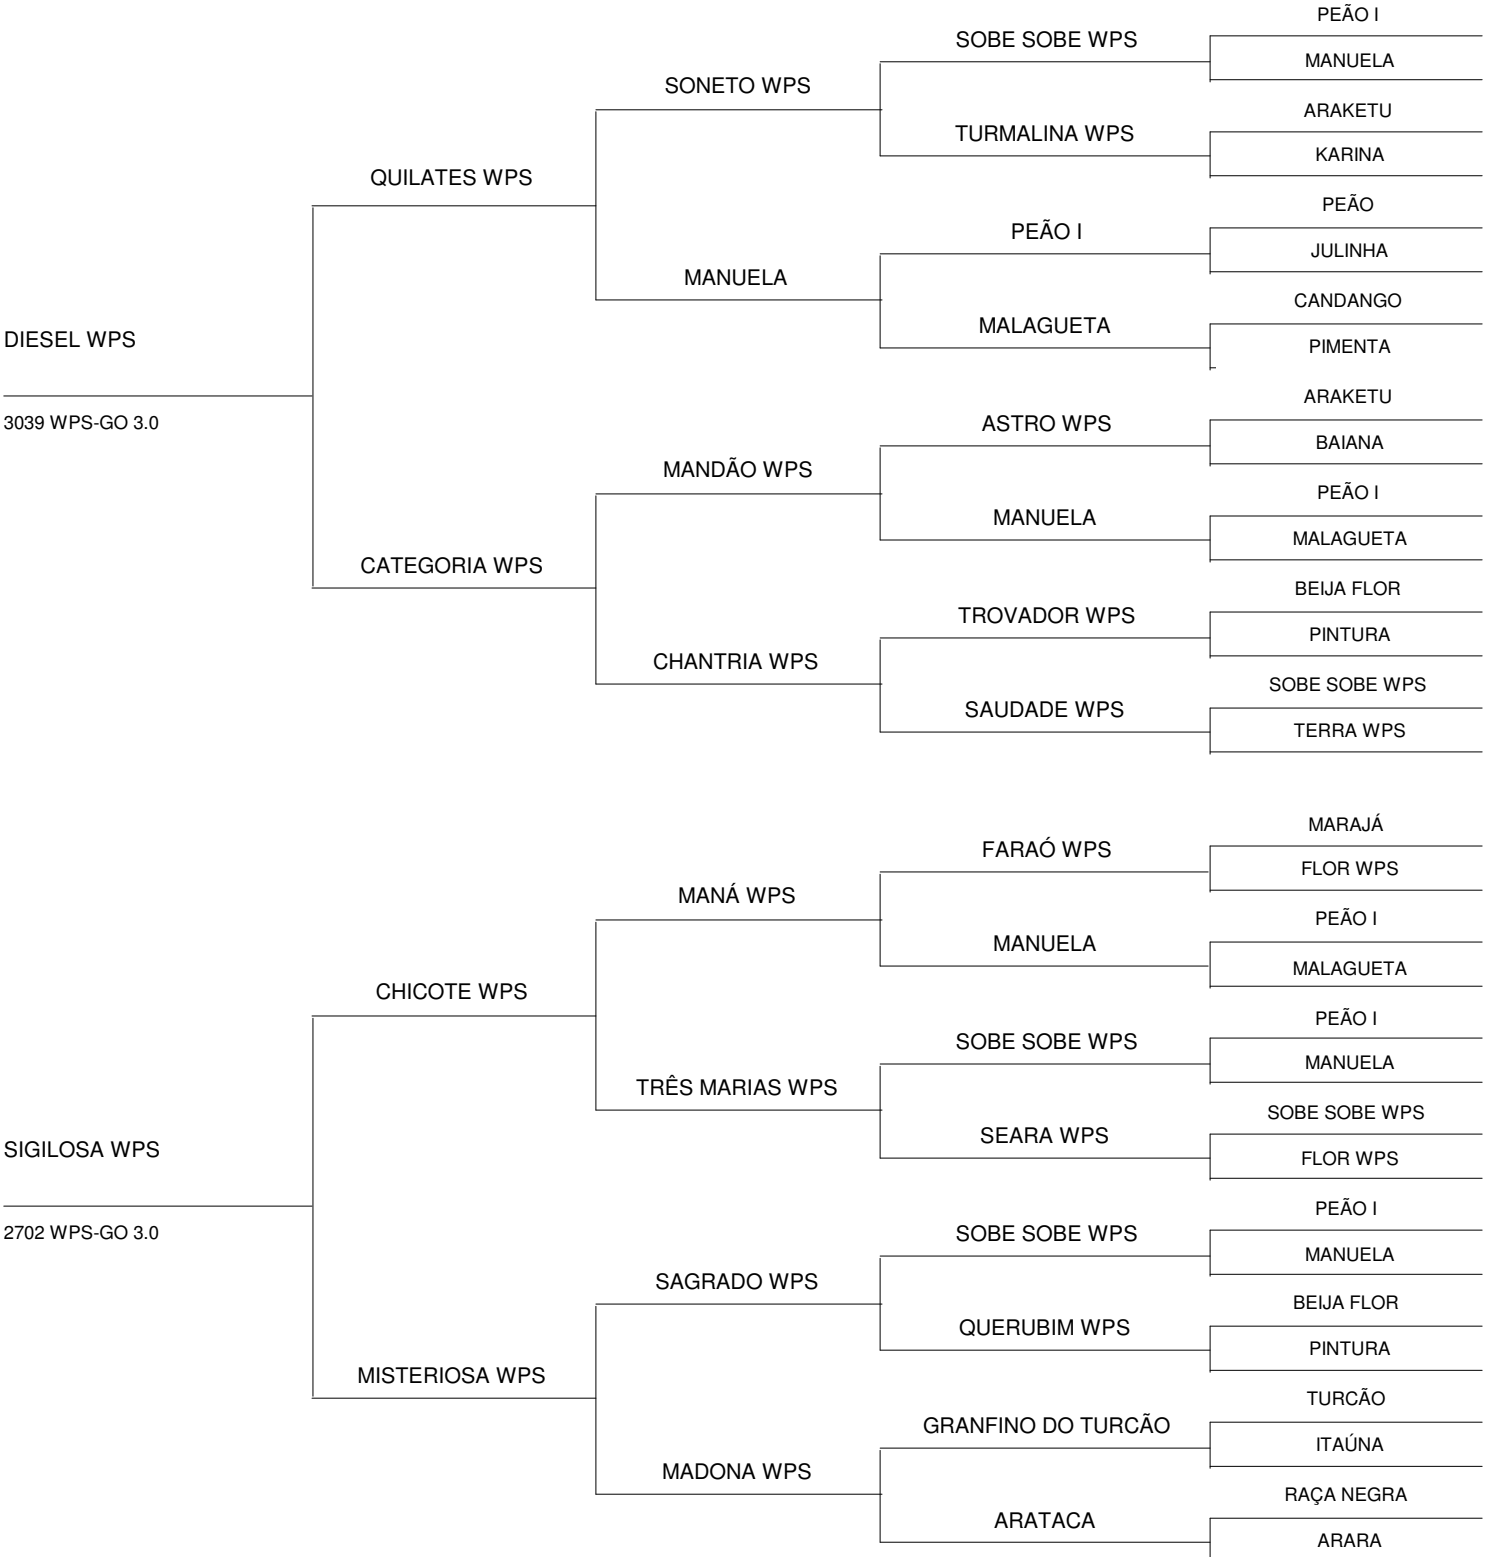 PEÃO I
SOBE SOBE WPS
MANUELA
SONETO WPS
ARAKETU
TURMALINA WPS
KARINA
QUILATES WPS
PEÃO
PEÃO I
JULINHA
MANUELA
CANDANGO
MALAGUETA
PIMENTA
DIESEL WPS
3039 WPS-GO 3.0
ARAKETU
ASTRO WPS
BAIANA
MANDÃO WPS
PEÃO I
MANUELA
MALAGUETA
CATEGORIA WPS
BEIJA FLOR
TROVADOR WPS
PINTURA
CHANTRIA WPS
SOBE SOBE WPS
SAUDADE WPS
TERRA WPS
MARAJÁ
FARAÓ WPS
FLOR WPS
MANÁ WPS
PEÃO I
MANUELA
MALAGUETA
CHICOTE WPS
PEÃO I
SOBE SOBE WPS
MANUELA
TRÊS MARIAS WPS
SOBE SOBE WPS
SEARA WPS
FLOR WPS
SIGILOSA WPS
2702 WPS-GO 3.0
PEÃO I
SOBE SOBE WPS
MANUELA
SAGRADO WPS
BEIJA FLOR
QUERUBIM WPS
PINTURA
MISTERIOSA WPS
TURCÃO
GRANFINO DO TURCÃO
ITAÚNA
MADONA WPS
RAÇA NEGRA
ARATACA
ARARA